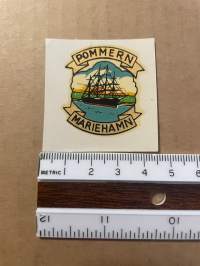 POMMERN
MARIEHAMN
METRIC 1 2 3 4 5 6
12 11 10